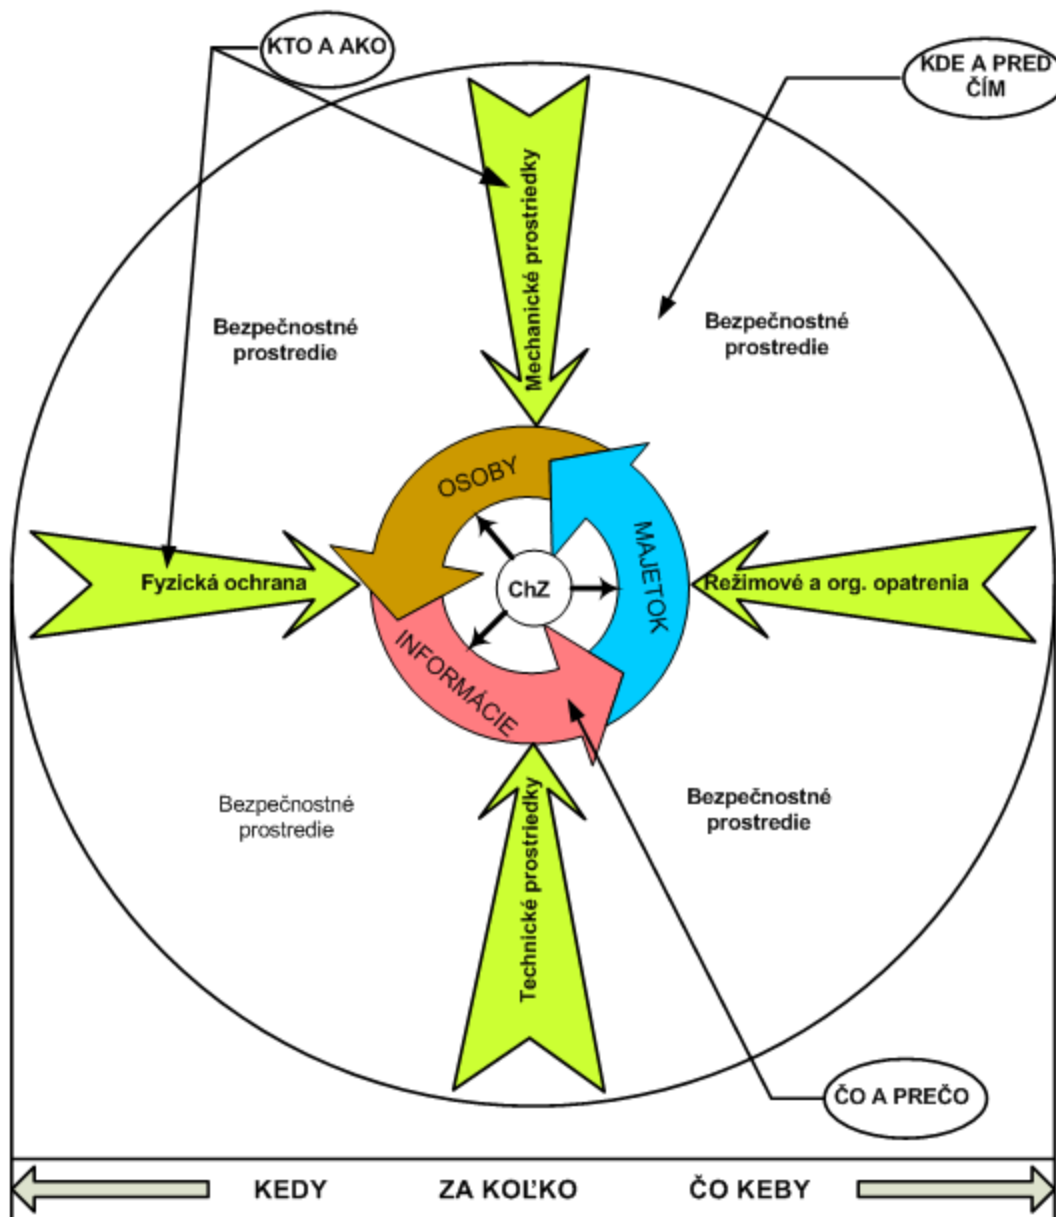 KTO A AKO
KDE A PRED
ČÍM
Mechanické prostriedky
Bezpečnostné
prostredie
Bezpečnostné
prostredie
OSOBY
MAJETOK
Fyzická ochrana
ChZ
Režimové a org. opatrenia
INFORMÁCIE
Bezpečnostné
prostredie
Bezpečnostné
prostredie
Technické prostriedky
ČO A PREČO
KEDY ZA KOĽKO ČO KEBY